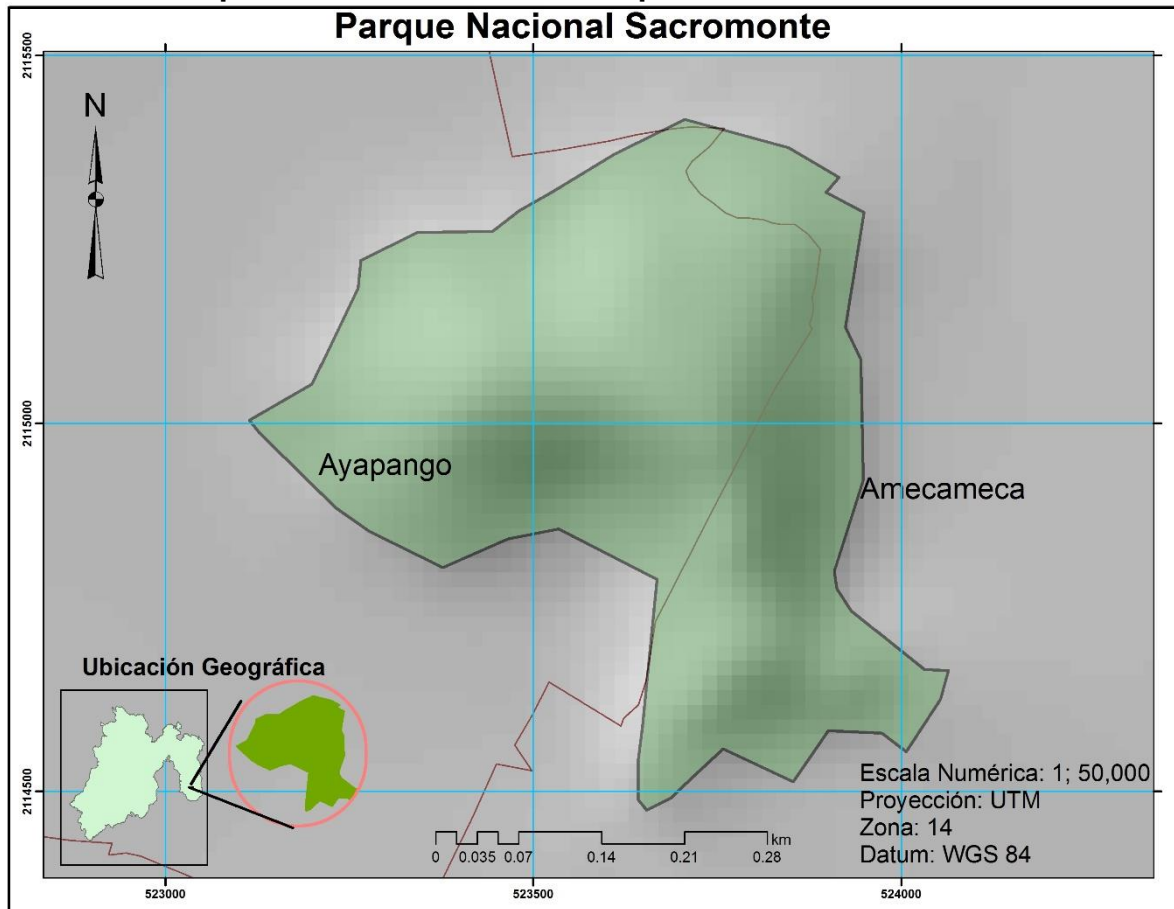 Parque Nacional Sacromonte
2115500
2115000
2114500
N
Ayapango
Amecameca
Ubicación Geográfica
Escala Numérica: 1; 50,000
Proyección: UTM
Zona: 14
Datum: WGS 84
km
0 0.035 0.07 0.14 0.21 0.28
523000 523500 524000